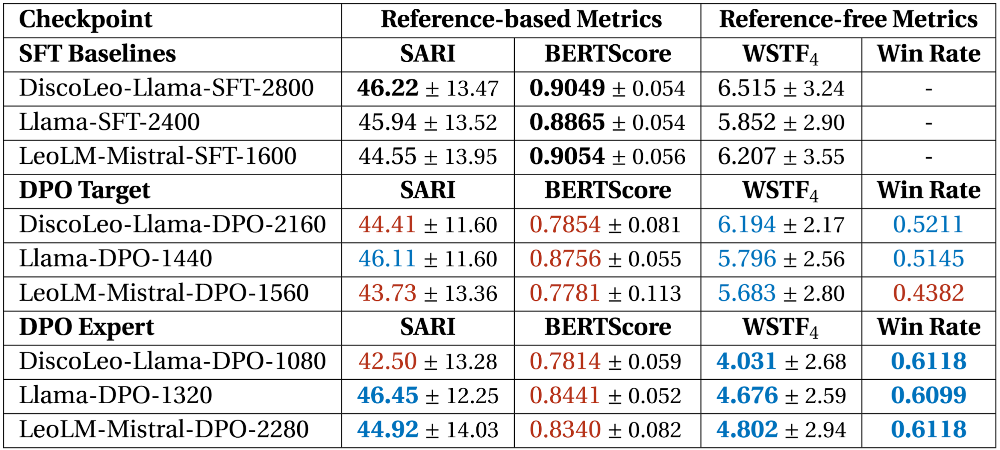 Checkpoint Reference-based Metrics Reference-free Metrics
SFT Baselines SARI BERTScore WSTF₄ Win Rate
DiscoLeo-Llama-SFT-2800 46.22 ± 13.47 0.9049 ± 0.054 6.515 ± 3.24 -
Llama-SFT-2400 45.94 ± 13.52 0.8865 ± 0.054 5.852 ± 2.90 -
LeoLM-Mistral-SFT-1600 44.55 ± 13.95 0.9054 ± 0.056 6.207 ± 3.55 -
DPO Target SARI BERTScore WSTF₄ Win Rate
DiscoLeo-Llama-DPO-2160 44.41 ± 11.60 0.7854 ± 0.081 6.194 ± 2.17 0.5211
Llama-DPO-1440 46.11 ± 11.60 0.8756 ± 0.055 5.796 ± 2.56 0.5145
LeoLM-Mistral-DPO-1560 43.73 ± 13.36 0.7781 ± 0.113 5.683 ± 2.80 0.4382
DPO Expert SARI BERTScore WSTF₄ Win Rate
DiscoLeo-Llama-DPO-1080 42.50 ± 13.28 0.7814 ± 0.059 4.031 ± 2.68 0.6118
Llama-DPO-1320 46.45 ± 12.25 0.8441 ± 0.052 4.676 ± 2.59 0.6099
LeoLM-Mistral-DPO-2280 44.92 ± 14.03 0.8340 ± 0.082 4.802 ± 2.94 0.6118